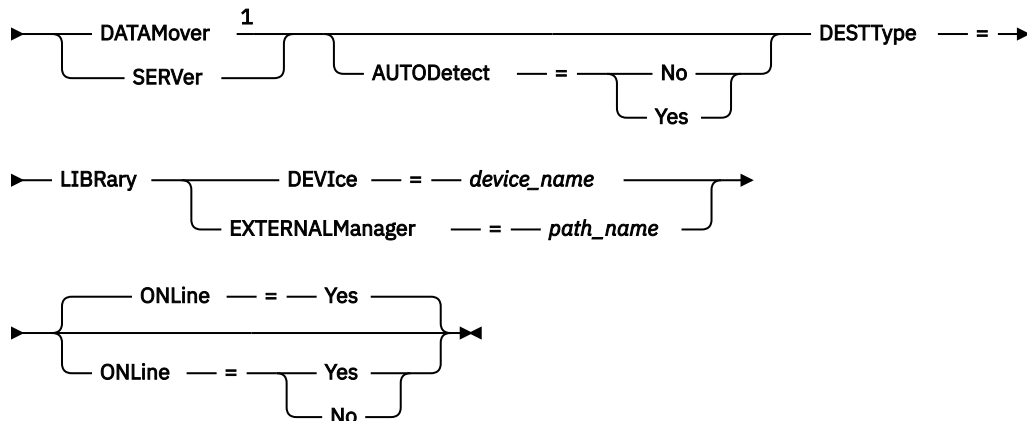 1
DATAMover DESTType =
SERVer
AUTODetect = No
Yes
LIBRary DEVIce = device_name
EXTERNALManager = path_name
ONLine = Yes
ONLine = Yes
No